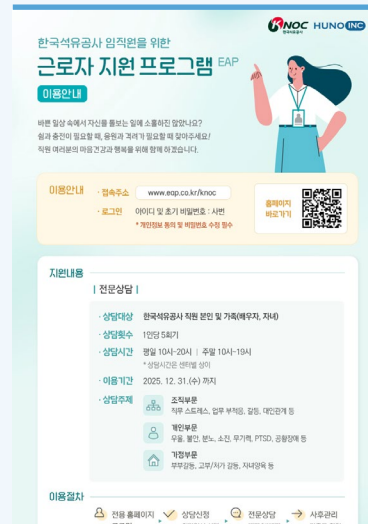 KNOC 한국석유공사 HUNO INC
한국석유공사 임직원을 위한
근로자 지원 프로그램 EAP
이용안내
바쁜 일상 속에서 자신을 돌보는 일에 소홀하진 않았나요?
쉼과 충전이 필요할 때, 응원과 격려가 필요할 때 찾아주세요!
직원 여러분의 마음건강과 행복을 위해 함께 하겠습니다.
이용안내
· 접속주소 www.eap.co.kr/knoc
· 로그인 아이디 및 초기 비밀번호 : 사번
* 개인정보 동의 및 비밀번호 수정 필수
홈페이지
바로가기
지원내용
| 전문상담 |
· 상담대상 한국석유공사 직원 본인 및 가족(배우자, 자녀)
· 상담횟수 1인당 5회기
· 상담시간 평일 10시-20시 | 주말 10시-19시
* 상담시간은 센터별 상이
· 이용기간 2025. 12. 31.(수) 까지
· 상담주제
조직부문
직무 스트레스, 업무 부적응, 갈등, 대인관계 등
개인부문
우울, 불안, 분노, 소진, 무기력, PTSD, 공황장애 등
가정부문
부부갈등, 고부/처가 갈등, 자녀양육 등
이용절차
전용 홈페이지 상담신청 전문상담 사후관리